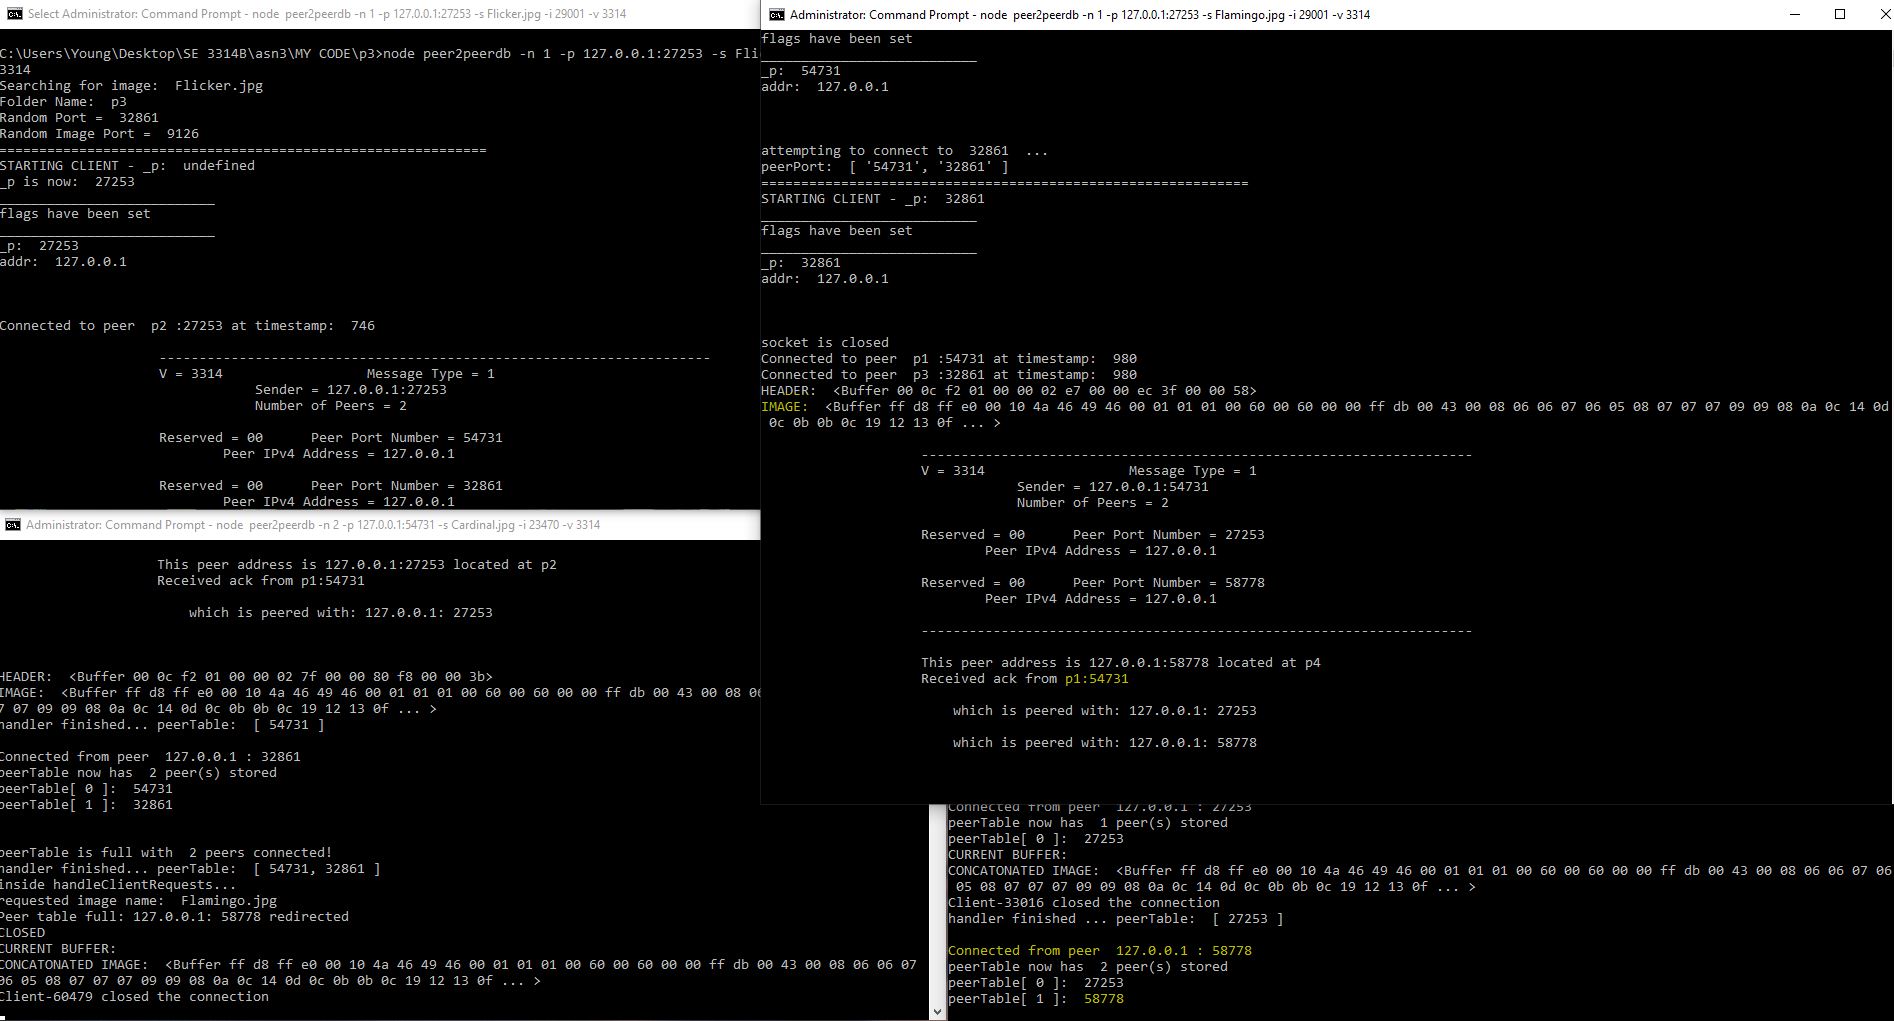 Select Administrator: Command Prompt - node  peer2peerdb -n 1 -p 127.0.0.1:27253 -s Flicker.jpg -i 29001 -v 3314
C:\Users\Young\Desktop\SE 3314B\asn3\MY CODE\p3>node peer2peerdb -n 1 -p 127.0.0.1:27253 -s Fli
3314
Searching for image:  Flicker.jpg
Folder Name:  p3
Random Port =  32861
Random Image Port =  9126
=============================================================
STARTING CLIENT - _p:  undefined
_p is now:  27253
___________________________
flags have been set
___________________________
_p:  27253
addr:  127.0.0.1
Connected to peer  p2 :27253 at timestamp:  746
---------------------------------------------------------------------
V = 3314                  Message Type = 1
Sender = 127.0.0.1:27253
Number of Peers = 2
Reserved = 00      Peer Port Number = 54731
Peer IPv4 Address = 127.0.0.1
Reserved = 00      Peer Port Number = 32861
Peer IPv4 Address = 127.0.0.1
Administrator: Command Prompt - node  peer2peerdb -n 2 -p 127.0.0.1:54731 -s Cardinal.jpg -i 23470 -v 3314
This peer address is 127.0.0.1:27253 located at p2
Received ack from p1:54731
which is peered with: 127.0.0.1: 27253
HEADER:  <Buffer 00 0c f2 01 00 00 02 7f 00 00 80 f8 00 00 3b>
IMAGE:  <Buffer ff d8 ff e0 00 10 4a 46 49 46 00 01 01 01 00 60 00 60 00 00 ff db 00 43 00 08 06
7 07 09 09 08 0a 0c 14 0d 0c 0b 0b 0c 19 12 13 0f ... >
handler finished... peerTable:  [ 54731 ]
Connected from peer  127.0.0.1 : 32861
peerTable now has  2 peer(s) stored
peerTable[ 0 ]:  54731
peerTable[ 1 ]:  32861
peerTable is full with  2 peers connected!
handler finished... peerTable:  [ 54731, 32861 ]
inside handleClientRequests...
requested image name:  Flamingo.jpg
Peer table full: 127.0.0.1: 58778 redirected
CLOSED
CURRENT BUFFER:
CONCATONATED IMAGE:  <Buffer ff d8 ff e0 00 10 4a 46 49 46 00 01 01 01 00 60 00 60 00 00 ff db 00 43 00 08 06 06 07
06 05 08 07 07 07 09 09 08 0a 0c 14 0d 0c 0b 0b 0c 19 12 13 0f ... >
Client-60479 closed the connection
Administrator: Command Prompt - node  peer2peerdb -n 1 -p 127.0.0.1:27253 -s Flamingo.jpg -i 29001 -v 3314
flags have been set
___________________________
_p:  54731
addr:  127.0.0.1
attempting to connect to  32861  ...
peerPort:  [ '54731', '32861' ]
=============================================================
STARTING CLIENT - _p:  32861
___________________________
flags have been set
___________________________
_p:  32861
addr:  127.0.0.1
socket is closed
Connected to peer  p1 :54731 at timestamp:  980
Connected to peer  p3 :32861 at timestamp:  980
HEADER:  <Buffer 00 0c f2 01 00 00 02 e7 00 00 ec 3f 00 00 58>
IMAGE:  <Buffer ff d8 ff e0 00 10 4a 46 49 46 00 01 01 01 00 60 00 60 00 00 ff db 00 43 00 08 06 06 07 06 05 08 07 07 07 09 09 08 0a 0c 14 0d
0c 0b 0b 0c 19 12 13 0f ... >
---------------------------------------------------------------------
V = 3314                  Message Type = 1
Sender = 127.0.0.1:54731
Number of Peers = 2
Reserved = 00      Peer Port Number = 27253
Peer IPv4 Address = 127.0.0.1
Reserved = 00      Peer Port Number = 58778
Peer IPv4 Address = 127.0.0.1
---------------------------------------------------------------------
This peer address is 127.0.0.1:58778 located at p4
Received ack from p1:54731
which is peered with: 127.0.0.1: 27253
which is peered with: 127.0.0.1: 58778
Connected from peer  127.0.0.1 : 27253
peerTable now has  1 peer(s) stored
peerTable[ 0 ]:  27253
CURRENT BUFFER:
CONCATONATED IMAGE:  <Buffer ff d8 ff e0 00 10 4a 46 49 46 00 01 01 01 00 60 00 60 00 00 ff db 00 43 00 08 06 06 07 06
05 08 07 07 07 09 09 08 0a 0c 14 0d 0c 0b 0b 0c 19 12 13 0f ... >
Client-33016 closed the connection
handler finished ... peerTable:  [ 27253 ]
Connected from peer  127.0.0.1 : 58778
peerTable now has  2 peer(s) stored
peerTable[ 0 ]:  27253
peerTable[ 1 ]:  58778